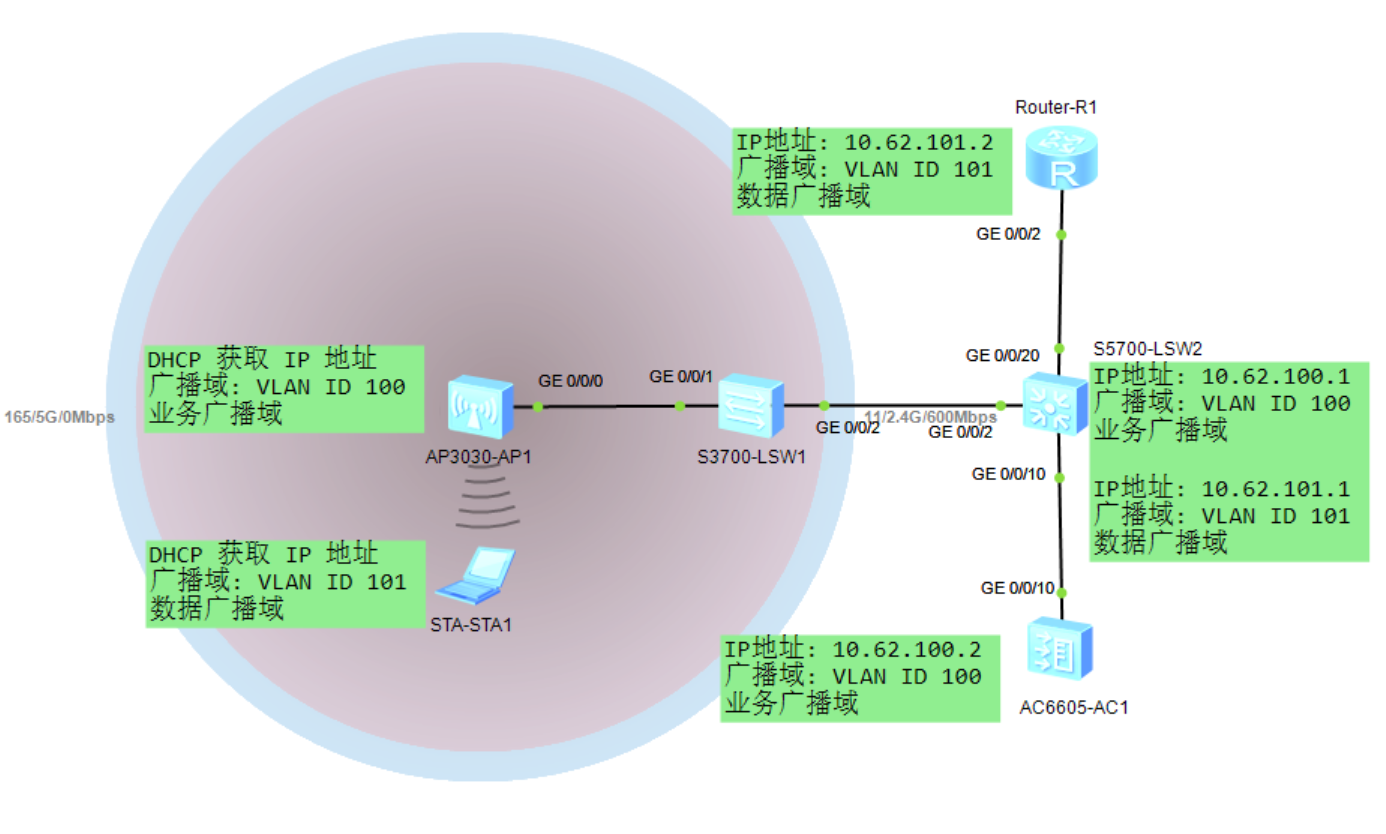 Router-R1
IP地址: 10.62.101.2
广播域: VLAN ID 101
数据广播域
GE 0/0/2
DHCP 获取 IP 地址
广播域: VLAN ID 100
业务广播域
165/5G/0Mbps
GE 0/0/0
GE 0/0/1
AP3030-AP1
S3700-LSW1
GE 0/0/2
11/2.4G/600Mbps
GE 0/0/2
GE 0/0/20
S5700-LSW2
IP地址: 10.62.100.1
广播域: VLAN ID 100
业务广播域
IP地址: 10.62.101.1
广播域: VLAN ID 101
数据广播域
GE 0/0/10
DHCP 获取 IP 地址
广播域: VLAN ID 101
数据广播域
STA-STA1
GE 0/0/10
IP地址: 10.62.100.2
广播域: VLAN ID 100
业务广播域
AC6605-AC1
R